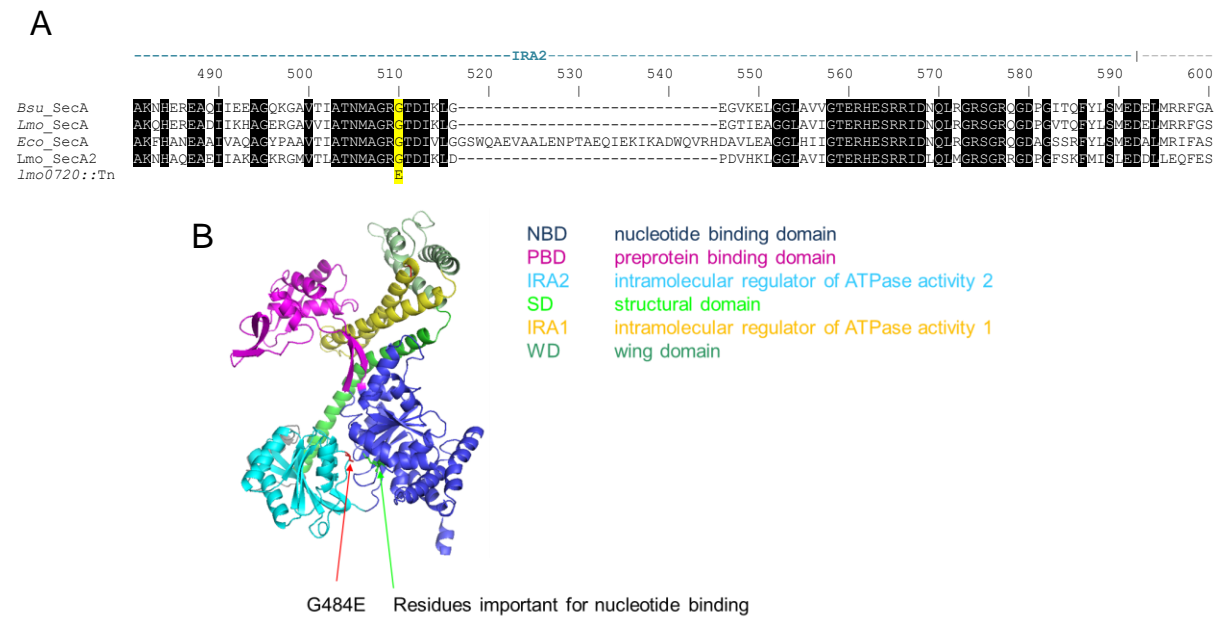 A
IRA2
490 500 510 520 530 540 550 560 570 580 590 600
Bsu_SecA AKNHEREAQIIEEAGQKGAVTIATNMAGRGTDIKLG-----------------------------EGVKELGGLAVVGTERHESRRIDNQLRGRSGRQGDPGITQFYLSMEDELMRRFGA
Lmo_SecA AKQHEREADIIKHAGERGAVVIATNMAGRGTDIKLG-----------------------------EGTIEAGGLAVIGTERHESRRIDNQLRGRSGRQGDPGVTQFYLSMEDELMRRFGS
Eco_SecA AKFHANEAAIVAQAGYPAAVTIATNMAGRGTDIVLGGSWQAEVAALENPTAEQIEKIKADWQVRHDAVLEAGGLHIIGTERHESRRIDNQLRGRSGRQGDAGSSRFYLSMEDALMRIFAS
Lmo_SecA2 AKNHAQEAEIIAKAGKRGMVTLATNMAGRGTDIKLD-----------------------------PDVHKLGGLAVIGTERHESRRIDLQLMGRSGRRGDPGFSKFMISLEDDLLEQFES
lmo0720::Tn E
B
NBD nucleotide binding domain
PBD preprotein binding domain
IRA2 intramolecular regulator of ATPase activity 2
SD structural domain
IRA1 intramolecular regulator of ATPase activity 1
WD wing domain
G484E Residues important for nucleotide binding